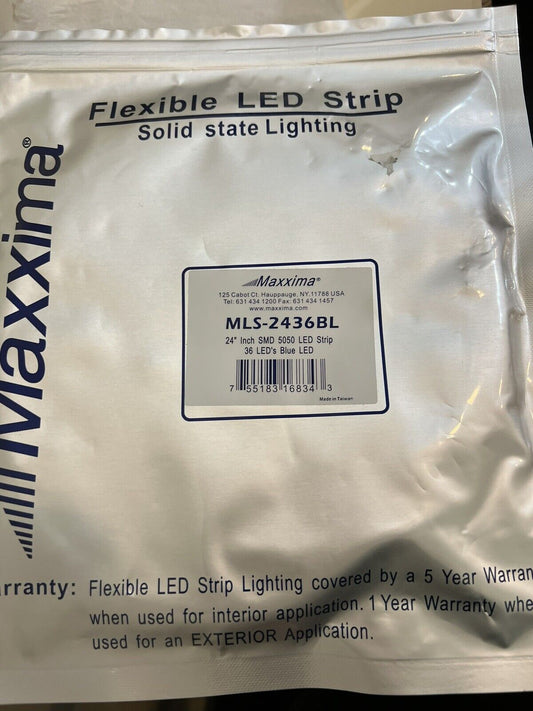 Flexible LED Strip
Solid state Lighting
Maxxima®
Maxxima®
125 Cabot Ct. Hauppauge, NY.11788 USA
Tel: 631 434 1200 Fax: 631 434 1457
www.maxxima.com
MLS-2436BL
24" Inch SMD 5050 LED Strip
36 LED's Blue LED
7 55183 16834 3
Made in Taiwan
rranty: Flexible LED Strip Lighting covered by a 5 Year Warran
when used for interior application. 1 Year Warranty whe
used for an EXTERIOR Application.